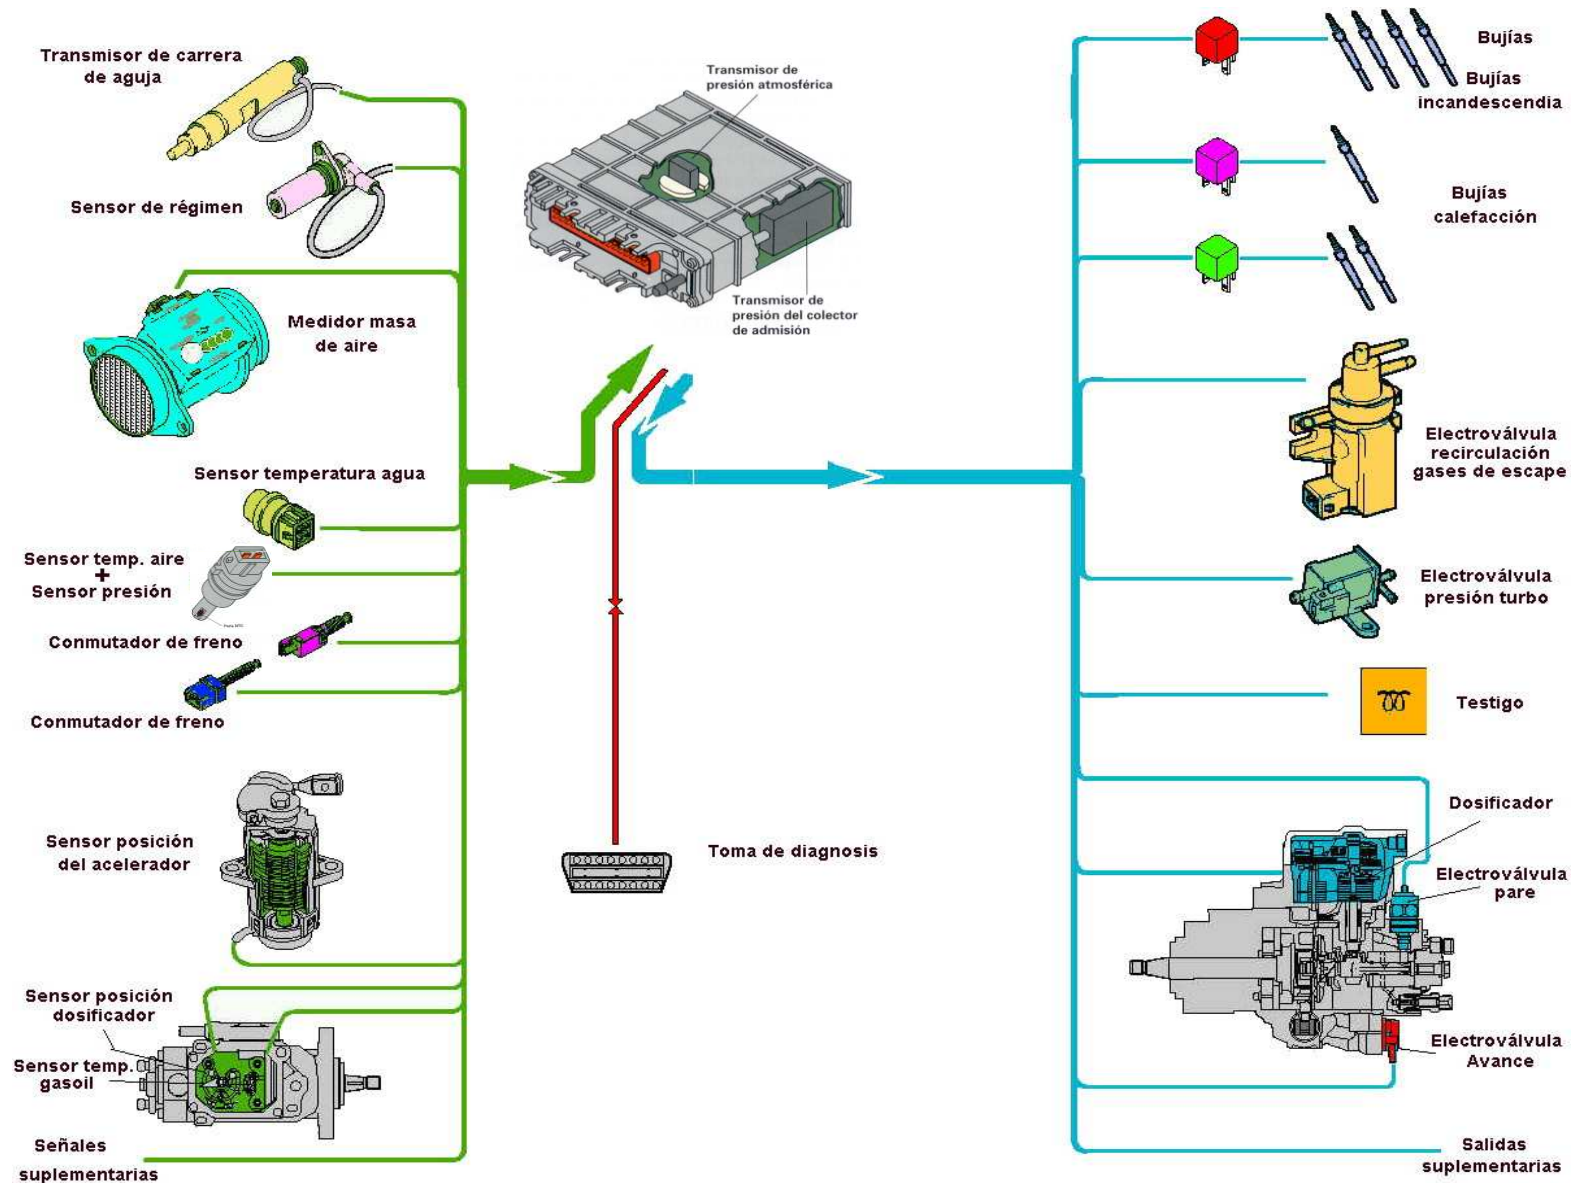 Transmisor de carrera
de aguja
Sensor de régimen
Medidor masa
de aire
Sensor temperatura agua
Sensor temp. aire
+
Sensor presión
Conmutador de freno
Conmutador de freno
Sensor posición
del acelerador
Sensor posición
dosificador
Sensor temp.
gasoil
Señales
suplementarias
Transmisor de
presión atmosférica
Transmisor de
presión del colector
de admisión
Toma de diagnosis
Bujías
Bujías
incandescendia
Bujías
calefacción
Electroválvula
recirculación
gases de escape
Electroválvula
presión turbo
Testigo
Dosificador
Electroválvula
pare
Electroválvula
Avance
Salidas
suplementarias